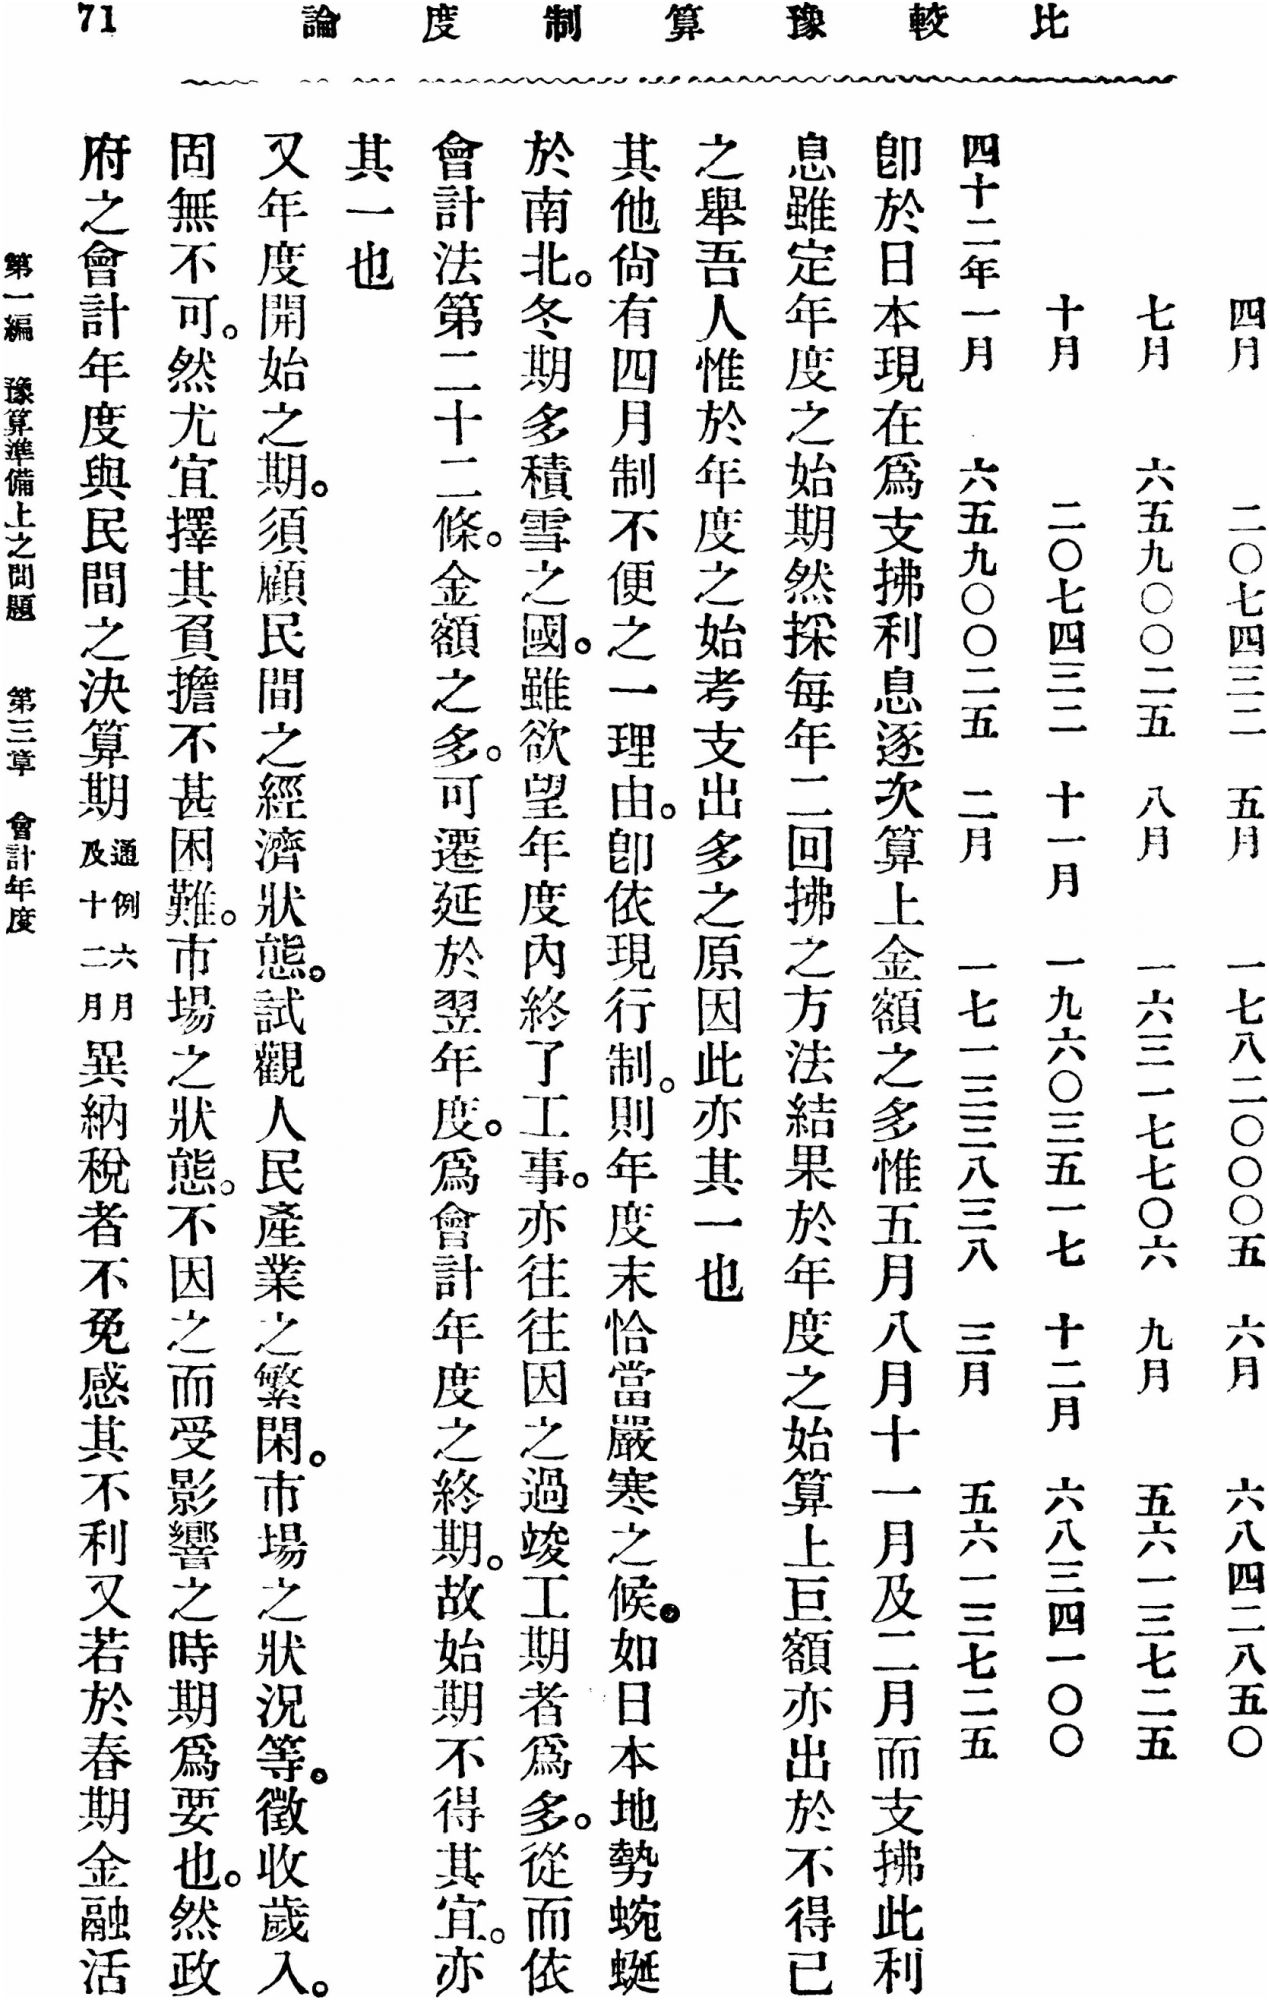 比較豫算制度論
71
四月 二〇七四三二 五月 一七八二〇〇〇五 六月 六八四二八五〇
七月 六五九〇〇二五 八月 一六三一七七〇六 九月 五六一三七二五
十月 二〇七四三二 十一月 一九六〇三五一七 十二月 六八三四一〇〇
四十二年一月 六五九〇〇二五 二月 一七一三三八三八 三月 五六一三七二五
卽於日本現在爲支拂利息逐次算上金額之多惟五月八月十一月及二月而支拂此利
息雖定年度之始期然採每年二回拂之方法結果於年度之始算上巨額亦出於不得已
之舉吾人惟於年度之始考支出多之原因此亦其一也
其他尙有四月制不便之一理由。卽依現行制。則年度末恰當嚴寒之候。如日本地勢蜿蜒
於南北。冬期多積雪之國。雖欲望年度內終了工事。亦往往因之過竣工期者爲多。從而依
會計法第二十二條。金額之多。可遷延於翌年度。爲會計年度之終期。故始期不得其宜。亦
其一也
又年度開始之期。須顧民間之經濟狀態。試觀人民產業之繁閑。市場之狀況等。徵收歲入。
固無不可。然尤宜擇其負擔不甚困難。市場之狀態。不因之而受影響之時期爲要也。然政
府之會計年度與民間之決算期通例六月及十二月異納稅者不免感其不利又若於春期金融活
第一編 豫算準備上之問題 第三章 會計年度